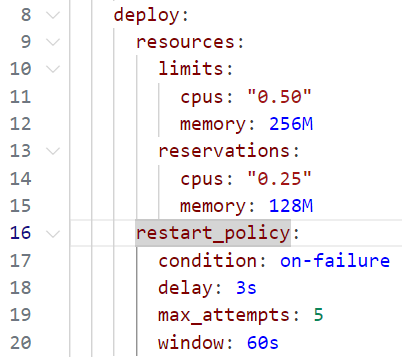 8 deploy:
9 resources:
10 limits:
11 cpus: "0.50"
12 memory: 256M
13 reservations:
14 cpus: "0.25"
15 memory: 128M
16 restart_policy:
17 condition: on-failure
18 delay: 3s
19 max_attempts: 5
20 window: 60s